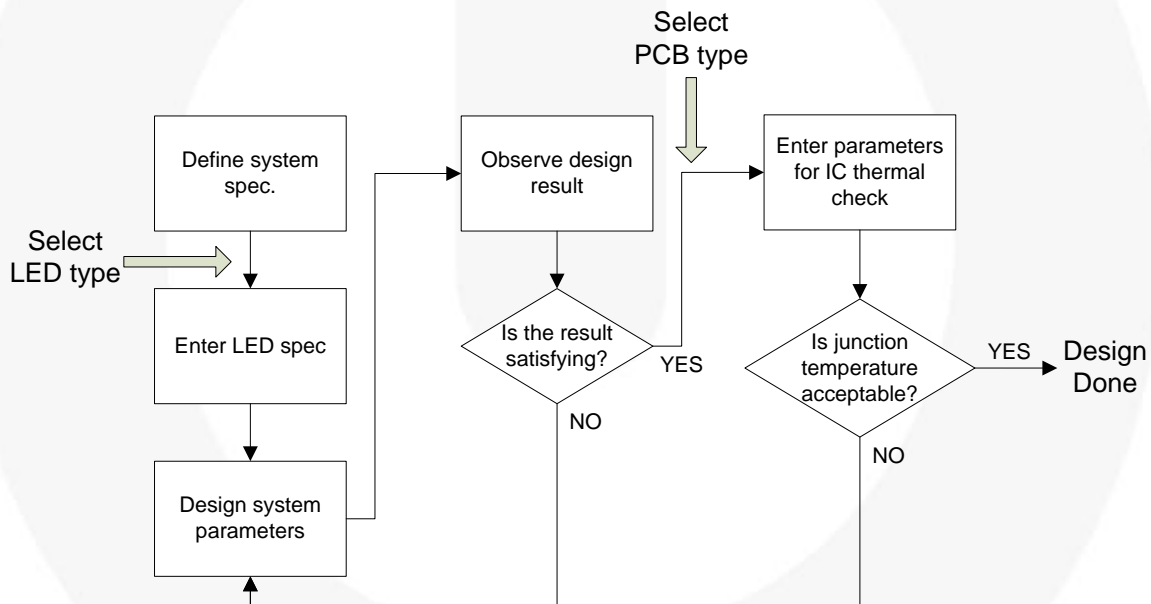 Select
PCB type
Define system
spec.
Select
LED type
Enter LED spec
Design system
parameters
Observe design
result
Is the result
satisfying?
YES
NO
Enter parameters
for IC thermal
check
Is junction
temperature
acceptable?
YES
NO
Design
Done